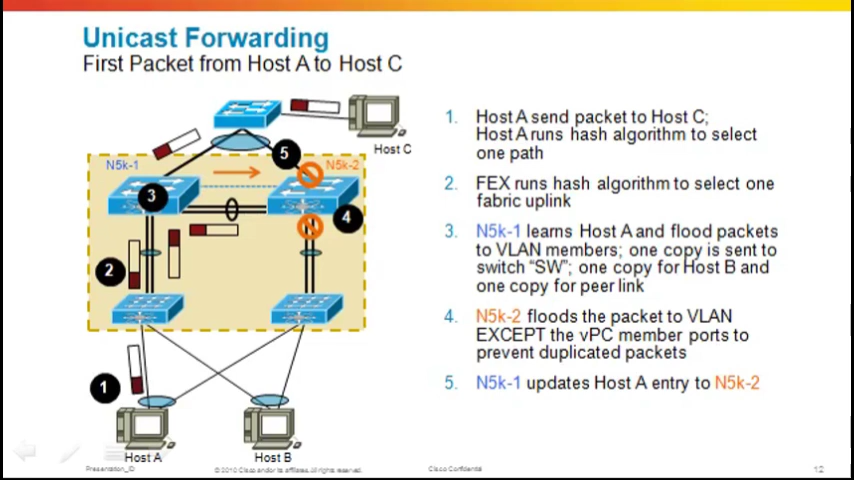 Unicast Forwarding
First Packet from Host A to Host C
Host C
N5k-1
N5k-2
5
3
4
2
1
Host A
Host B
1. Host A send packet to Host C;
Host A runs hash algorithm to select
one path
2. FEX runs hash algorithm to select one
fabric uplink
3. N5k-1 learns Host A and flood packets
to VLAN members; one copy is sent to
switch "SW"; one copy for Host B and
one copy for peer link
4. N5k-2 floods the packet to VLAN
EXCEPT the vPC member ports to
prevent duplicated packets
5. N5k-1 updates Host A entry to N5k-2
Presentation_ID
© 2010 Cisco and/or its affiliates. All rights reserved.
Cisco Confidential
12